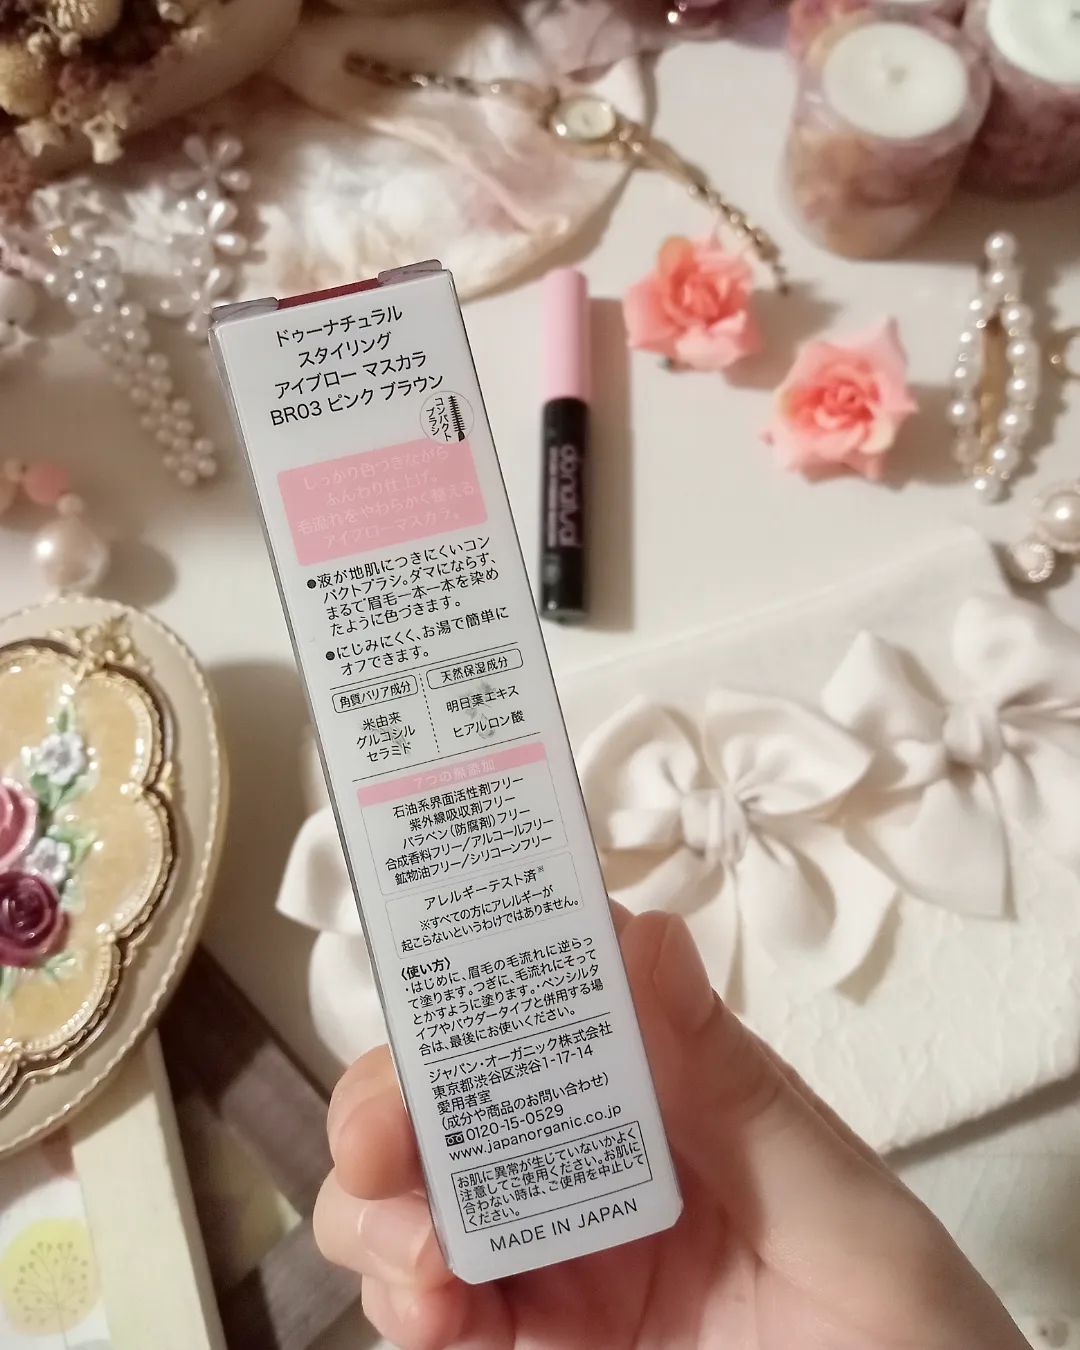 ドゥーナチュラル
スタイリング
アイブロー マスカラ
BR03 ピンク ブラウン
コンパクト
ブラシ
しっかり色つきながら
ふんわり仕上げ。
毛流れをやわらかく整える
アイブローマスカラ。
●液が地肌につきにくいコン
パクトブラシ。ダマにならず、
まるで眉毛一本一本を染め
たように色づきます。
●にじみにくく、お湯で簡単に
オフできます。
角質バリア成分
米由来
グルコシル
セラミド
天然保湿成分
明日葉エキス
ヒアルロン酸
7つの無添加
石油系界面活性剤フリー
紫外線吸収剤フリー
パラベン(防腐剤)フリー
合成香料フリー/アルコールフリー
鉱物油フリー/シリコーンフリー
アレルギーテスト済※
※すべての方にアレルギーが
起こらないというわけではありません。
〈使い方〉
・はじめに、眉毛の毛流れに逆らっ
て塗ります。つぎに、毛流れにそって
とかすように塗ります。・ペンシルタ
イプやパウダータイプと併用する場
合は、最後にお使いください。
ジャパン・オーガニック株式会社
東京都渋谷区渋谷1-17-14
愛用者室
(成分や商品のお問い合わせ)
0120-15-0529
www.japanorganic.co.jp
お肌に異常が生じていないかよく
注意してご使用ください。お肌に
合わない時は、ご使用を中止して
ください。
MADE IN JAPAN